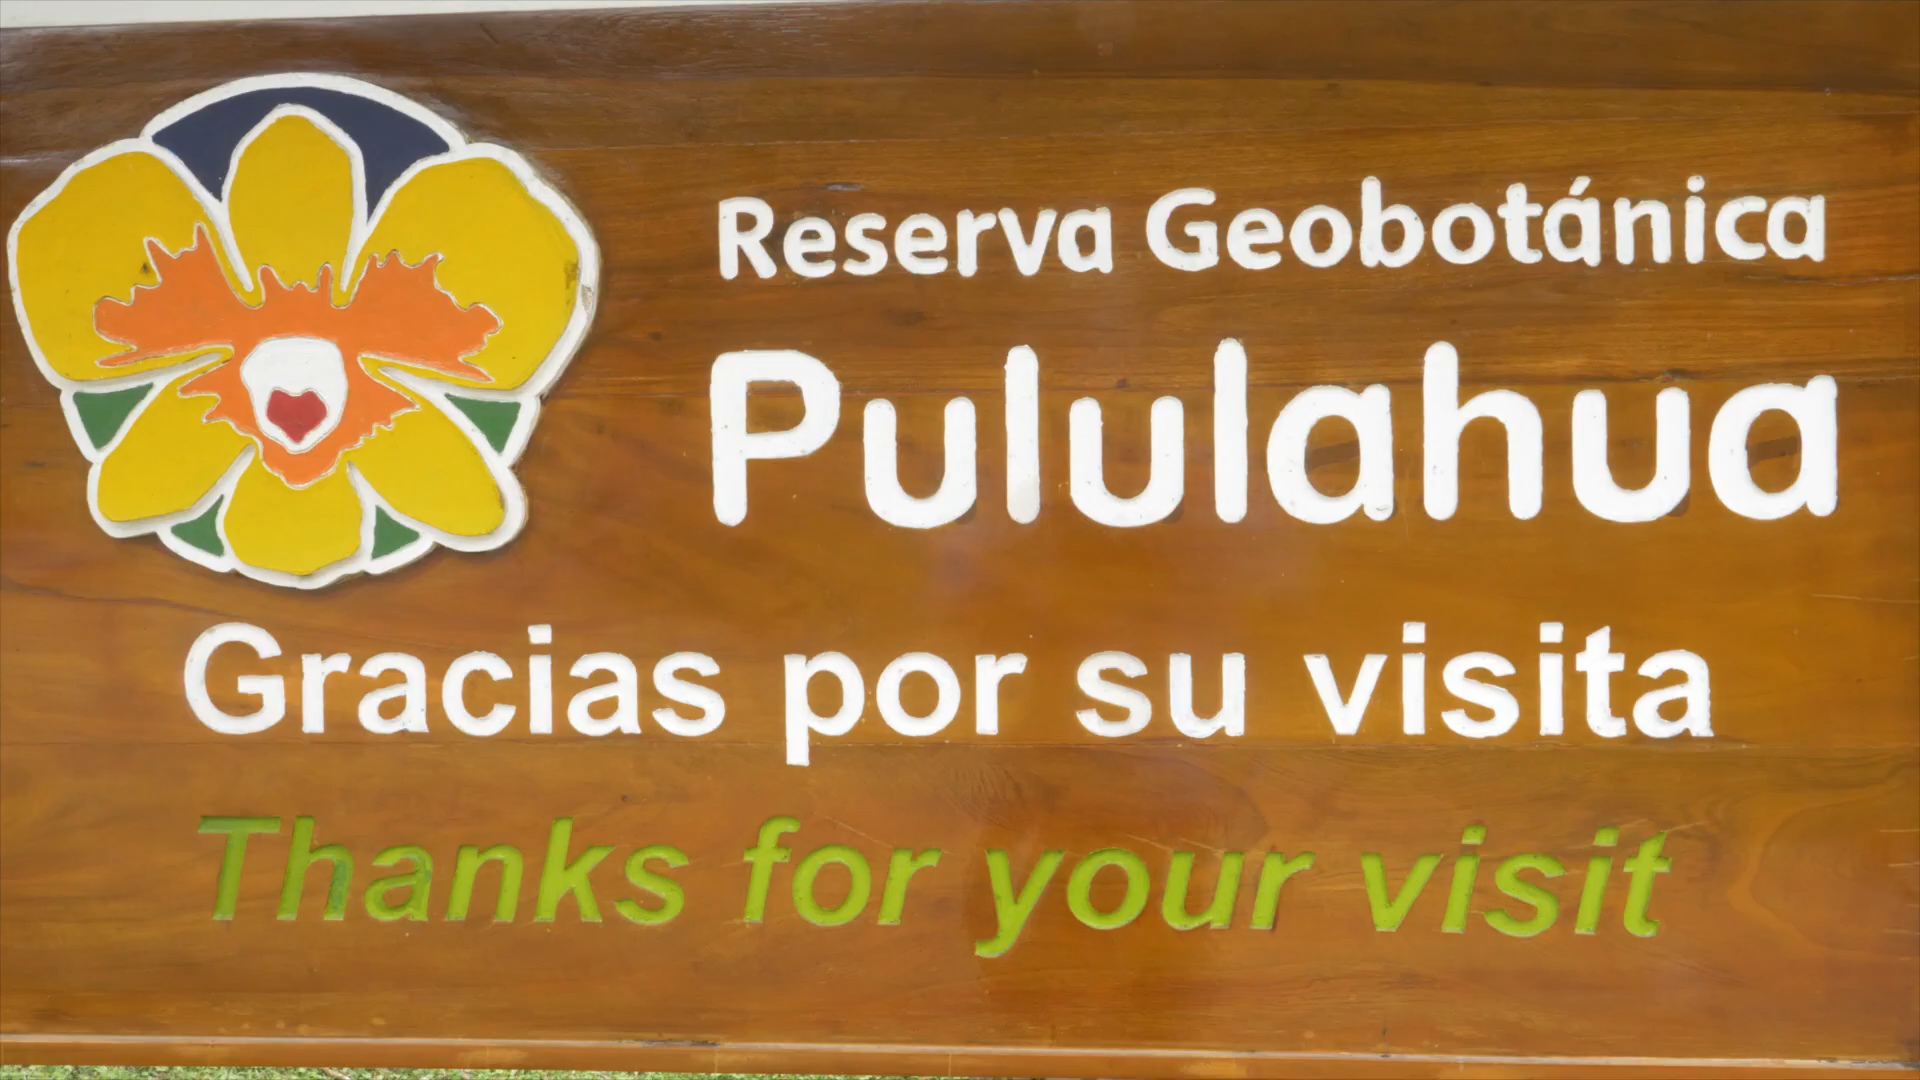 Reserva Geobotánica
Pululahua
Gracias por su visita
Thanks for your visit